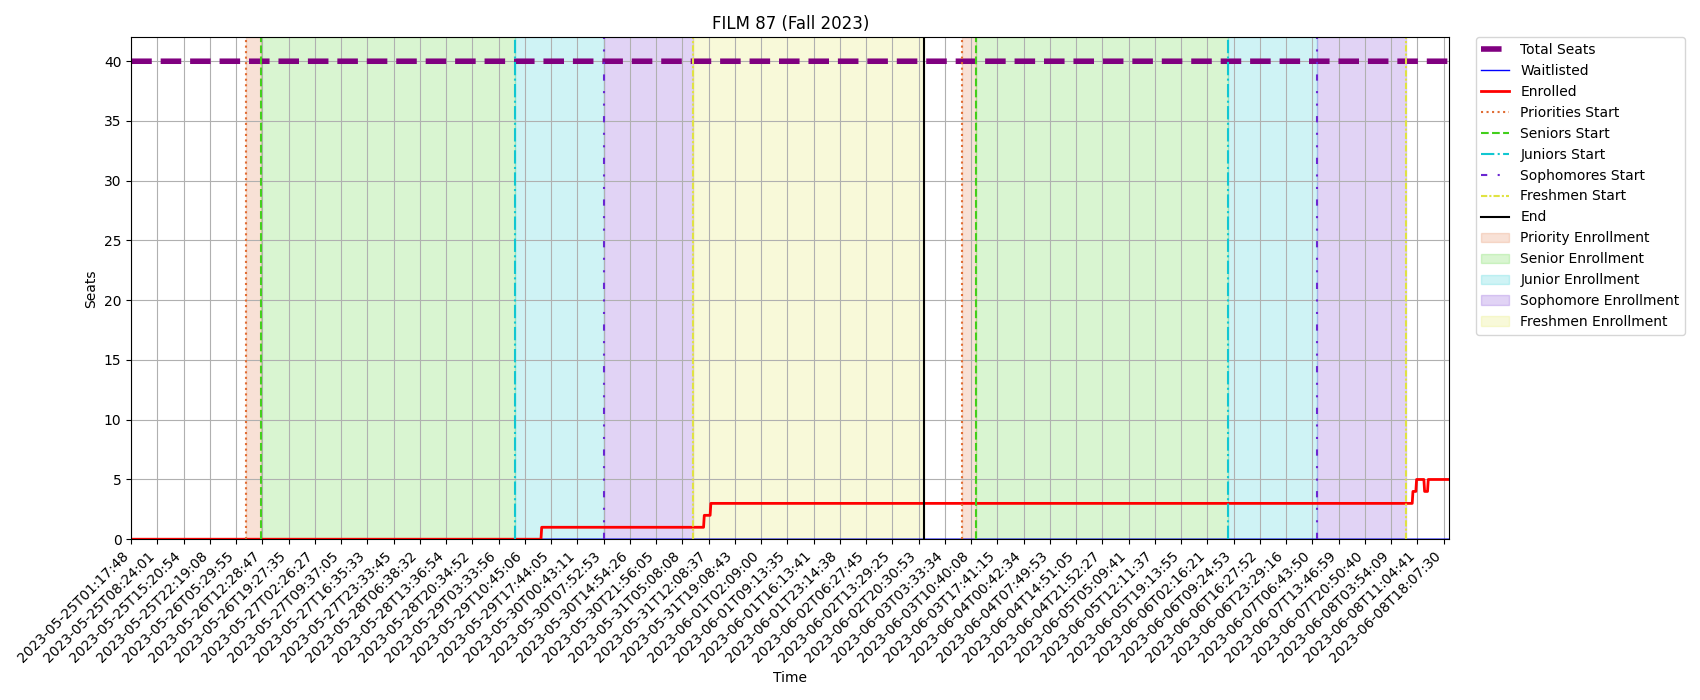 FILM 87 (Fall 2023)
Seats
40
35
30
25
20
15
10
5
0
2023-05-25T01:17:48
2023-05-25T08:24:01
2023-05-25T15:20:54
2023-05-25T22:19:08
2023-05-26T05:29:55
2023-05-26T12:28:47
2023-05-26T19:27:35
2023-05-27T02:26:27
2023-05-27T09:37:05
2023-05-27T16:35:33
2023-05-27T23:33:45
2023-05-28T06:38:32
2023-05-28T13:36:54
2023-05-28T20:34:52
2023-05-29T03:33:56
2023-05-29T10:45:06
2023-05-29T17:44:05
2023-05-30T00:43:11
2023-05-30T07:52:53
2023-05-30T14:54:26
2023-05-30T21:56:05
2023-05-31T05:08:08
2023-05-31T12:08:37
2023-05-31T19:08:43
2023-06-01T02:09:00
2023-06-01T09:13:35
2023-06-01T16:13:41
2023-06-01T23:14:38
2023-06-02T06:27:45
2023-06-02T13:29:25
2023-06-02T20:30:53
2023-06-03T03:33:34
2023-06-03T10:40:08
2023-06-03T17:41:15
2023-06-04T00:42:34
2023-06-04T07:49:53
2023-06-04T14:51:05
2023-06-04T21:52:27
2023-06-05T05:09:41
2023-06-05T12:11:37
2023-06-05T19:13:55
2023-06-06T02:16:21
2023-06-06T09:24:53
2023-06-06T16:27:52
2023-06-06T23:29:16
2023-06-07T06:43:50
2023-06-07T13:46:59
2023-06-07T20:50:40
2023-06-08T03:54:09
2023-06-08T11:04:41
2023-06-08T18:07:30
Time
Total Seats
Waitlisted
Enrolled
Priorities Start
Seniors Start
Juniors Start
Sophomores Start
Freshmen Start
End
Priority Enrollment
Senior Enrollment
Junior Enrollment
Sophomore Enrollment
Freshmen Enrollment